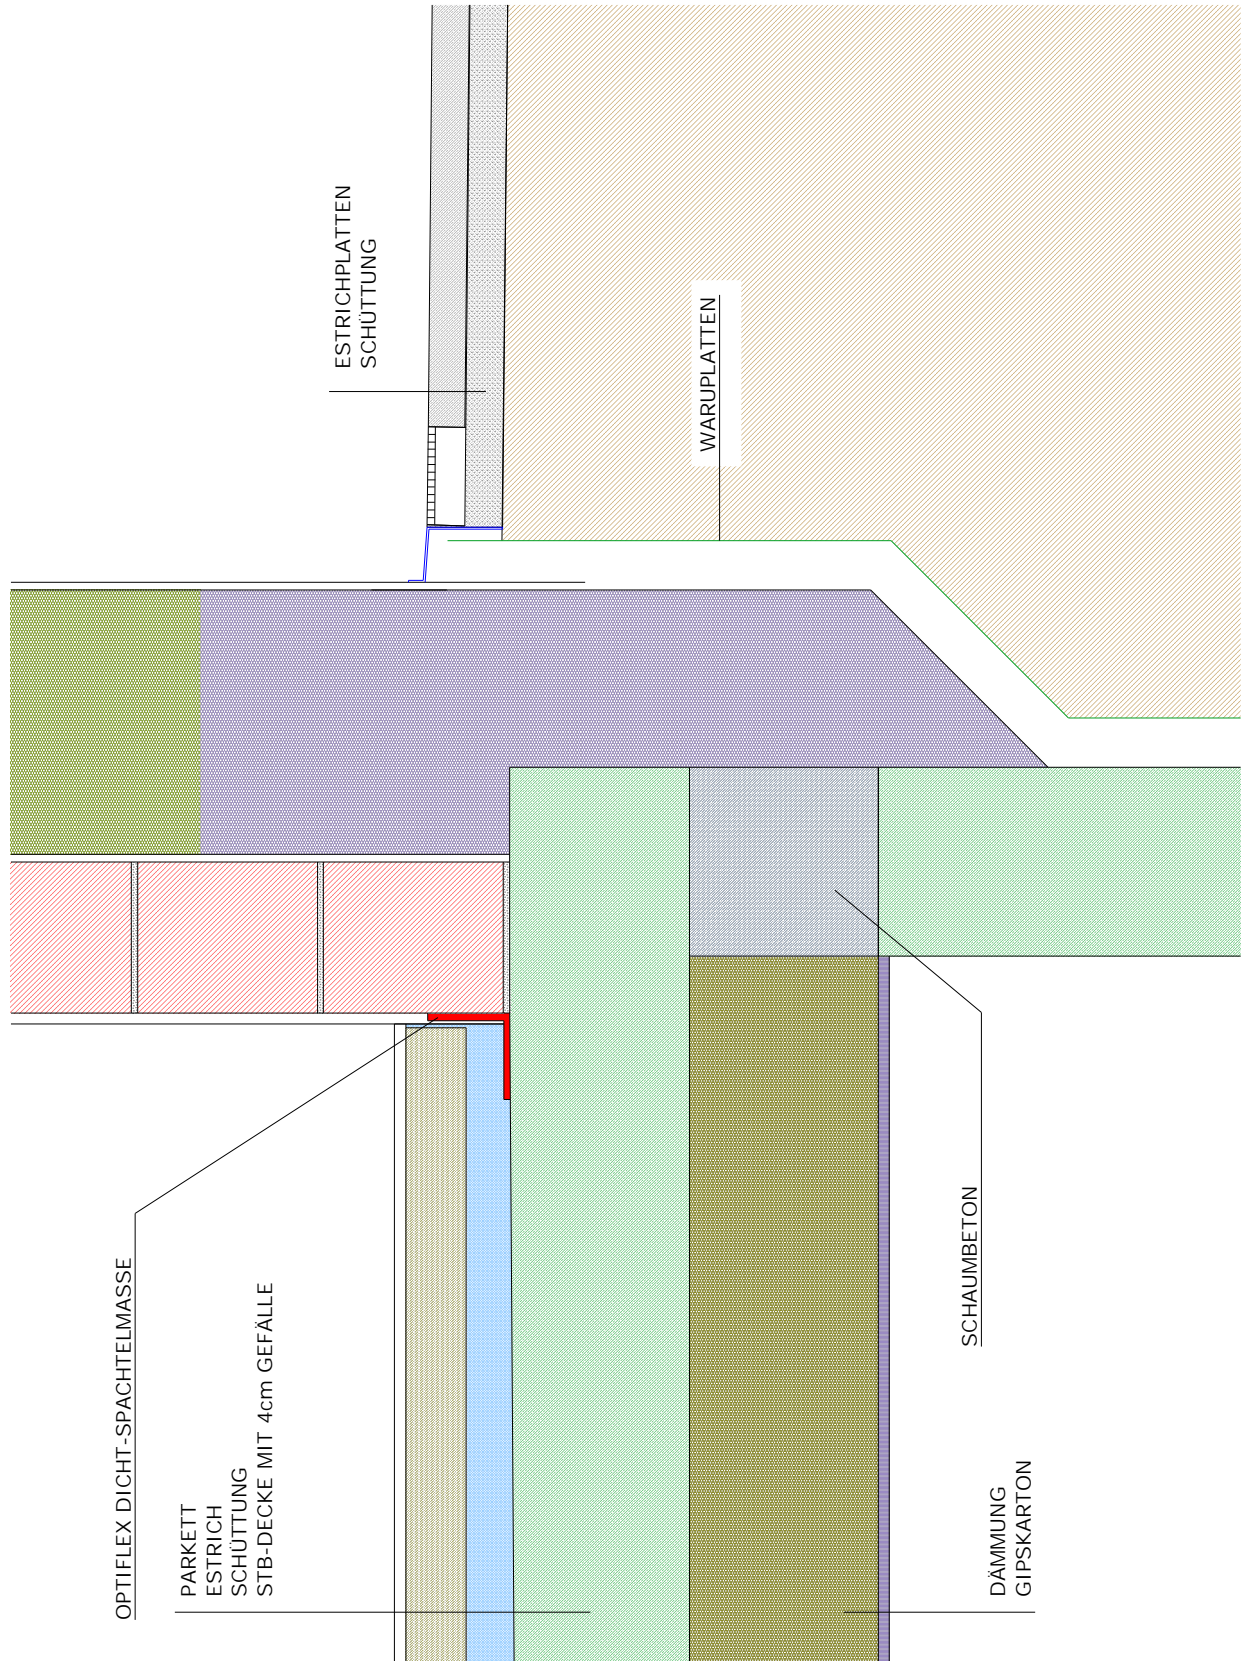 ESTRICHPLATTEN
SCHÜTTUNG
WARUPLATTEN
OPTIFLEX DICHT-SPACHTELMASSE
PARKETT
ESTRICH
SCHÜTTUNG
STB-DECKE MIT 4cm GEFÄLLE
SCHAUMBETON
DÄMMUNG
GIPSKARTON